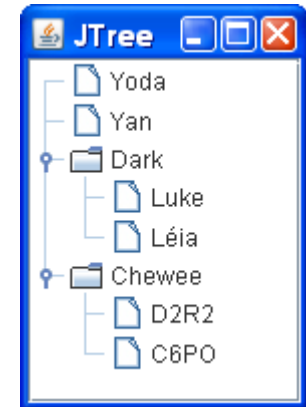 JTree
Yoda
Yan
Dark
Luke
Léia
Chewee
D2R2
C6PO